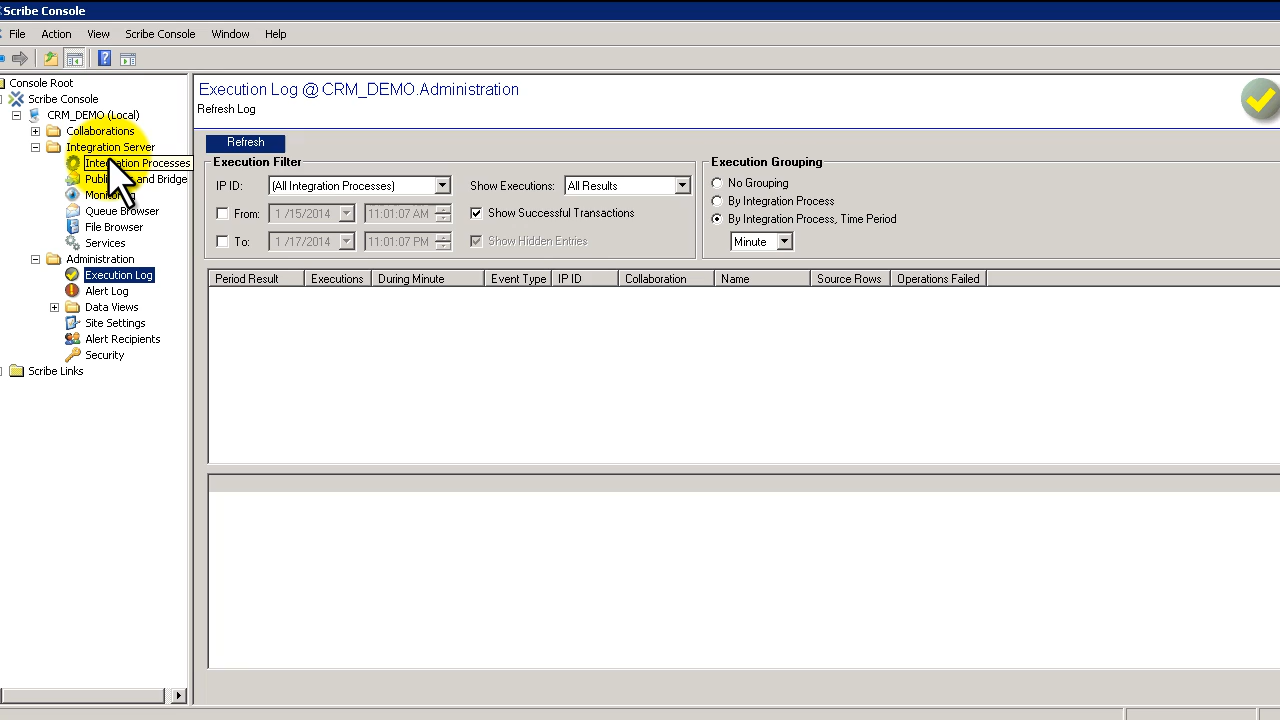 Scribe Console
File Action View Scribe Console Window Help
Console Root
Scribe Console
CRM_DEMO (Local)
Collaborations
Integration Server
Integration Processes
and Bridge
Queue Browser
File Browser
Services
Administration
Execution Log
Alert Log
Data Views
Site Settings
Alert Recipients
Security
Scribe Links
Execution Log @ CRM_DEMO.Administration
Refresh Log
Refresh
Execution Filter
IP ID: (All Integration Processes) Show Executions: All Results
From: 1 /15/2014 11:01:07 AM Show Successful Transactions
To: 1 /17/2014 11:01:07 PM Show Hidden Entries
Execution Grouping
No Grouping
By Integration Process
By Integration Process, Time Period
Minute
Period Result Executions During Minute Event Type IP ID Collaboration Name Source Rows Operations Failed